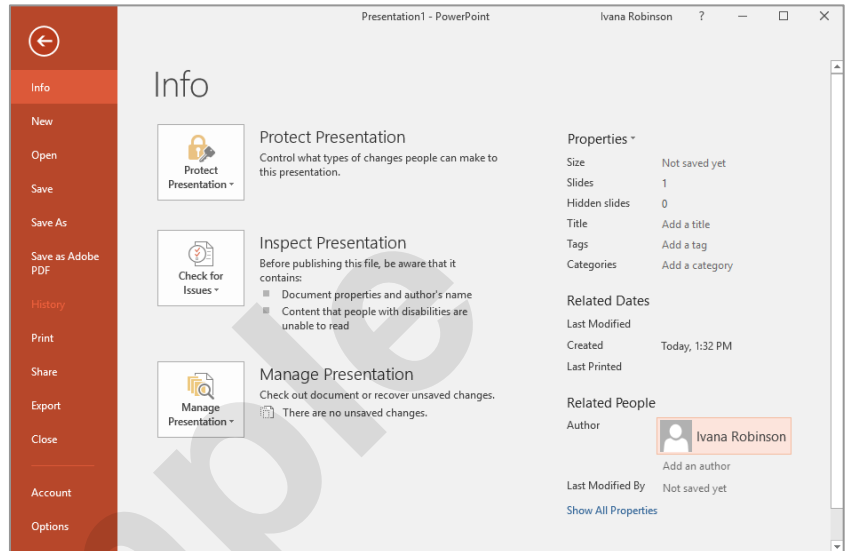 Presentation1 - PowerPoint
Ivana Robinson
?
Info
New
Open
Save
Save As
Save as Adobe
PDF
History
Print
Share
Export
Close
Account
Options
Info
Protect
Presentation
Protect Presentation
Control what types of changes people can make to
this presentation.
Check for
Issues
Inspect Presentation
Before publishing this file, be aware that it
contains:
Document properties and author's name
Content that people with disabilities are
unable to read
Manage
Presentation
Manage Presentation
Check out document or recover unsaved changes.
There are no unsaved changes.
Properties
Size Not saved yet
Slides 1
Hidden slides 0
Title Add a title
Tags Add a tag
Categories Add a category
Related Dates
Last Modified
Created Today, 1:32 PM
Last Printed
Related People
Author Ivana Robinson
Add an author
Last Modified By Not saved yet
Show All Properties